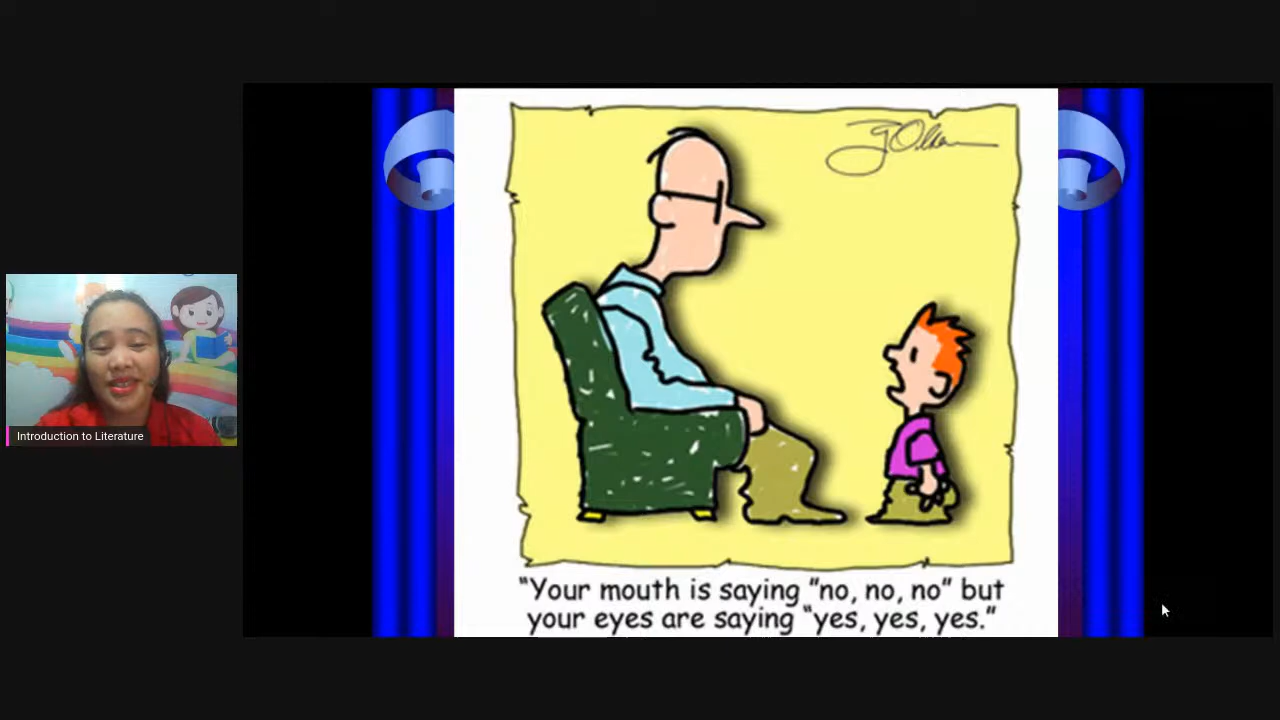 Introduction to Literature
"Your mouth is saying "no, no, no" but
your eyes are saying "yes, yes, yes."